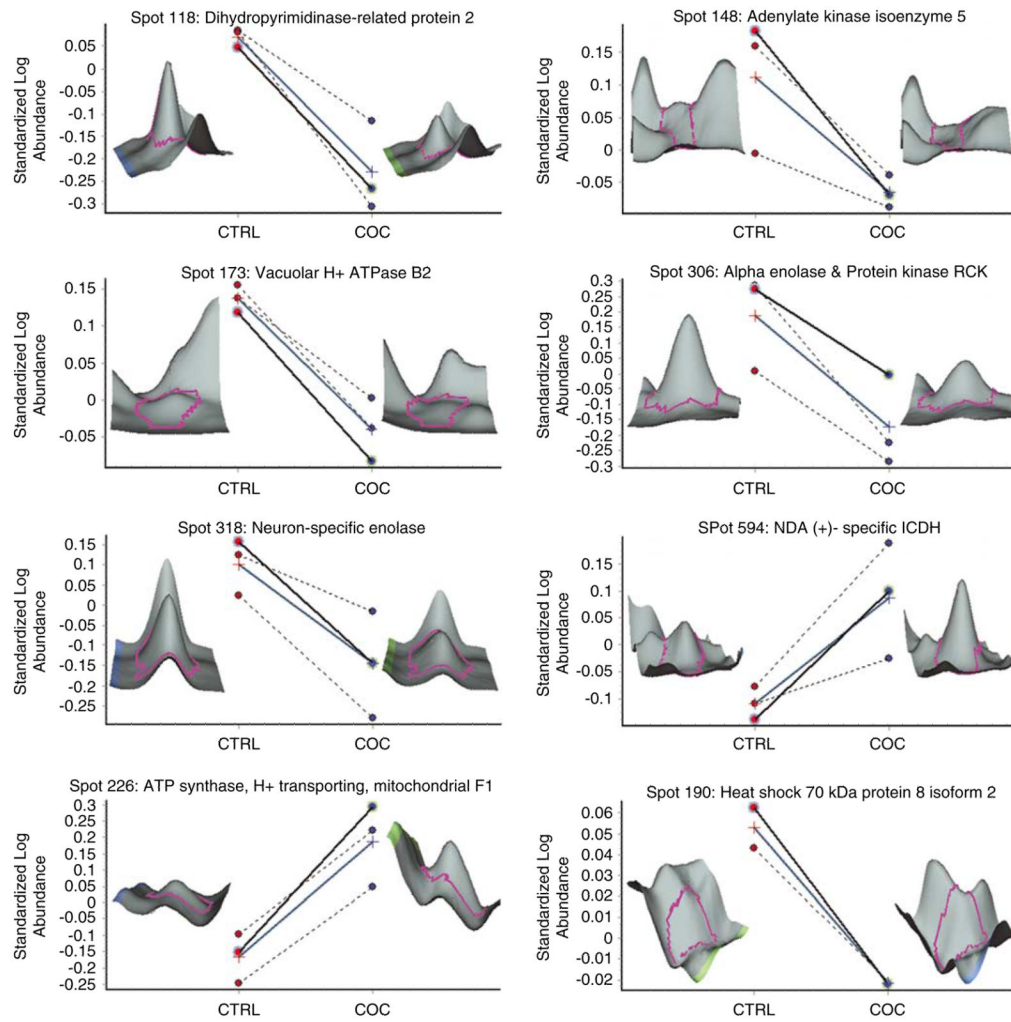 Spot 118: Dihydropyrimidinase-related protein 2
Standardized Log
Abundance
0.05
0
-0.05
-0.1
-0.15
-0.2
-0.25
-0.3
CTRL
COC
Spot 148: Adenylate kinase isoenzyme 5
Standardized Log
Abundance
0.15
0.1
0.05
0
-0.05
CTRL
COC
Spot 173: Vacuolar H+ ATPase B2
Standardized Log
Abundance
0.15
0.1
0.05
0
-0.05
CTRL
COC
Spot 306: Alpha enolase & Protein kinase RCK
Standardized Log
Abundance
0.3
0.25
0.2
0.15
0.1
0.05
0
-0.05
-0.1
-0.15
-0.2
-0.25
-0.3
CTRL
COC
Spot 318: Neuron-specific enolase
Standardized Log
Abundance
0.15
0.1
0.05
0
-0.05
-0.1
-0.15
-0.2
-0.25
CTRL
COC
SPot 594: NDA (+)- specific ICDH
Standardized Log
Abundance
0.15
0.1
0.05
0
-0.05
-0.1
CTRL
COC
Spot 226: ATP synthase, H+ transporting, mitochondrial F1
Standardized Log
Abundance
0.3
0.25
0.2
0.15
0.1
0.05
0
-0.05
-0.1
-0.15
-0.2
-0.25
CTRL
COC
Spot 190: Heat shock 70 kDa protein 8 isoform 2
Standardized Log
Abundance
0.06
0.05
0.04
0.03
0.02
0.01
0
-0.01
-0.02
CTRL
COC